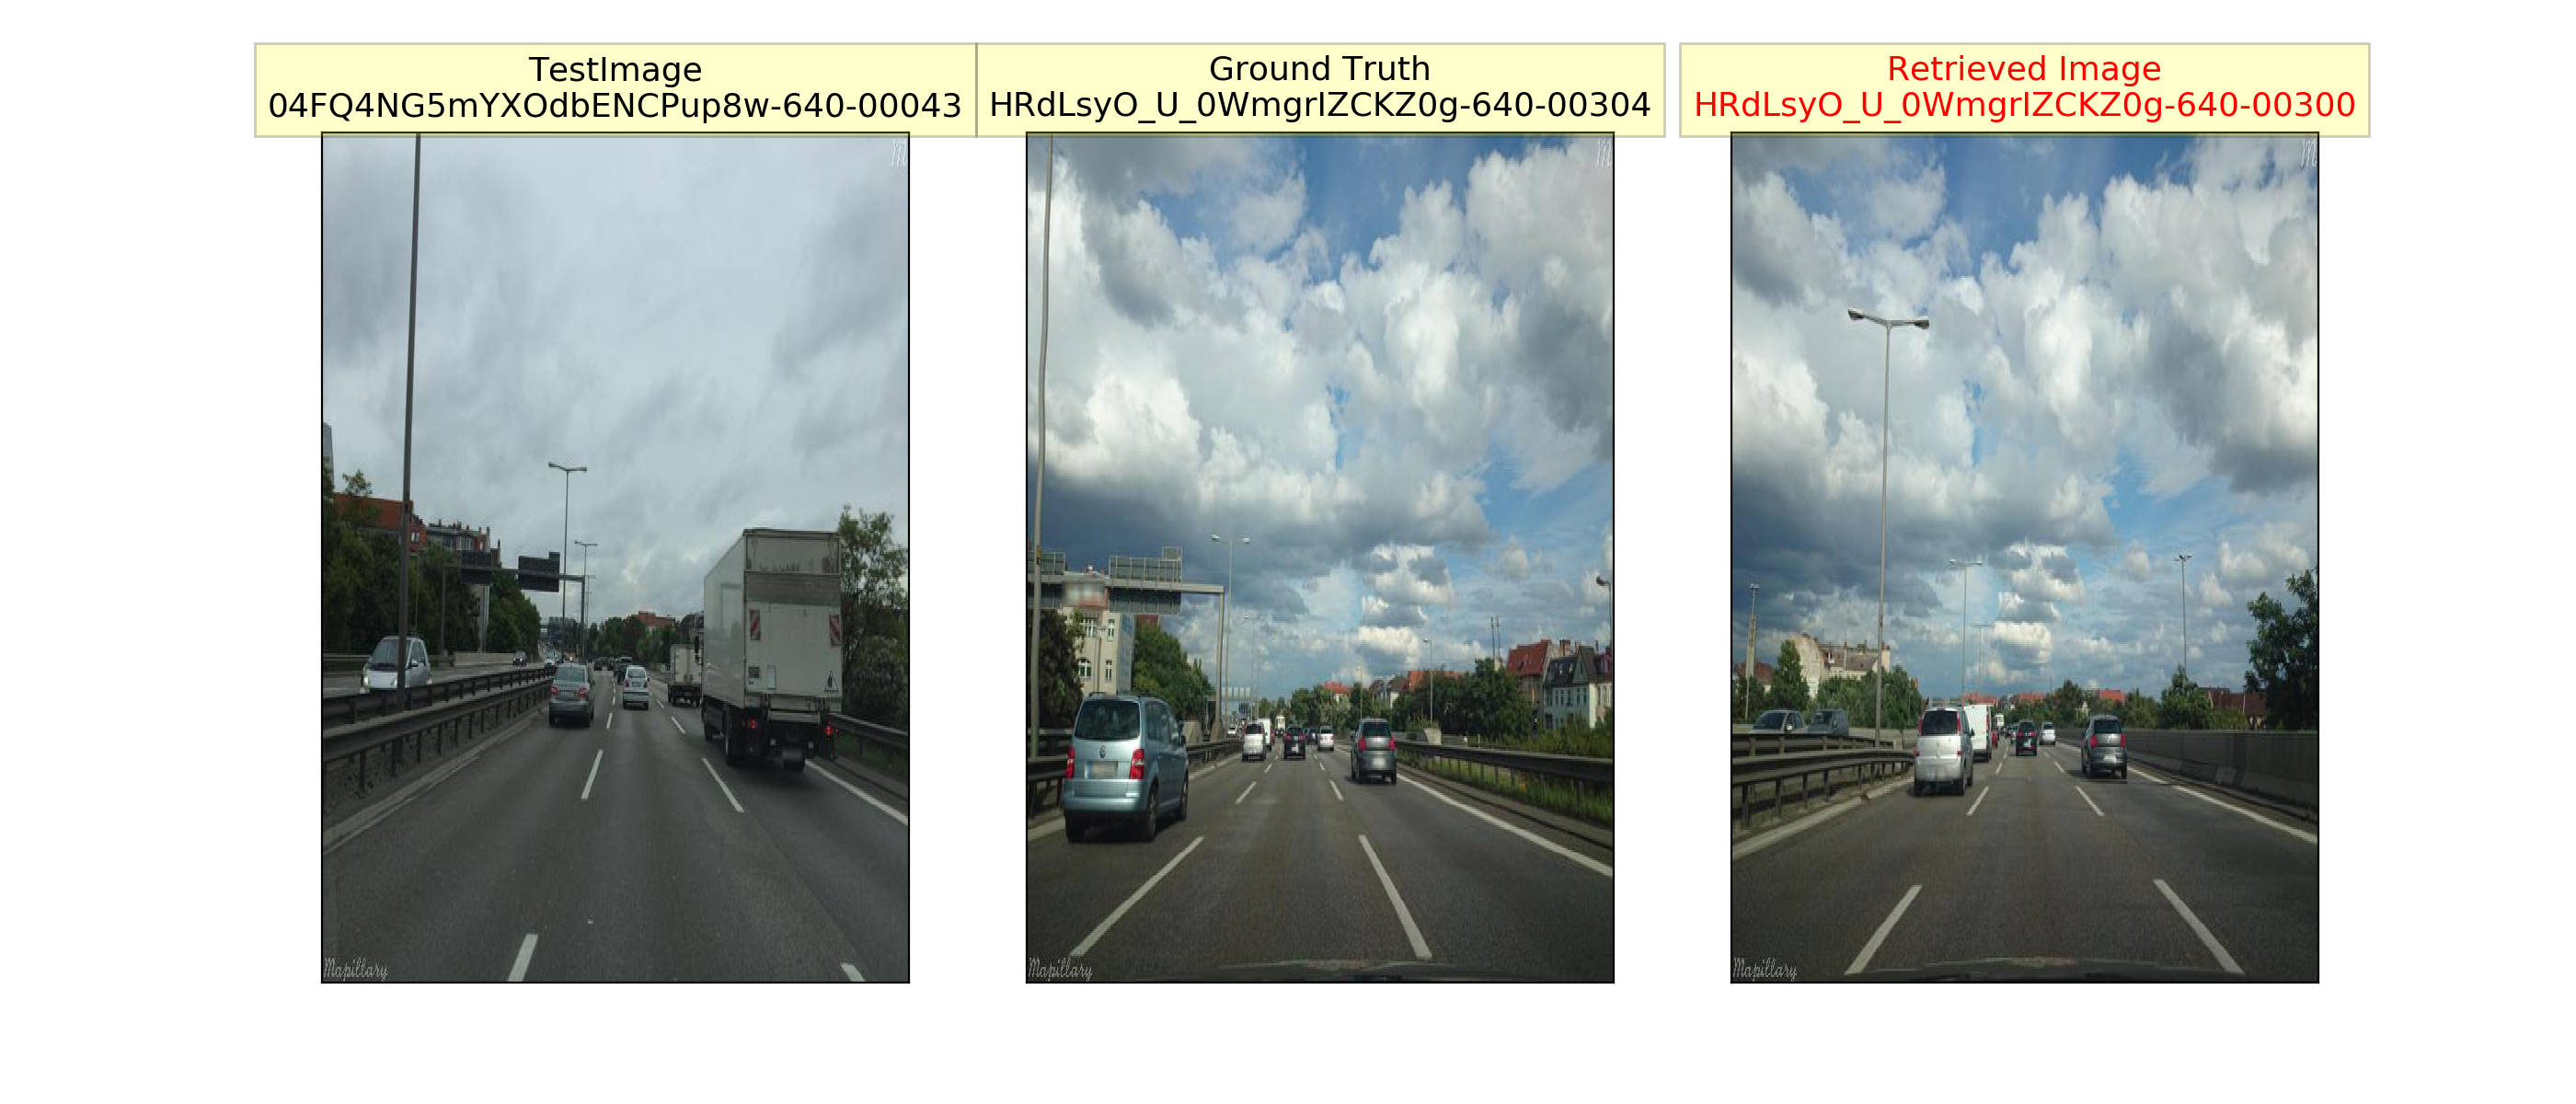 TestImage
04FQ4NG5mYXOdbENCPup8w-640-00043
Ground Truth
HRdLsyO_U_0WmgrIZCKZ0g-640-00304
Retrieved Image
HRdLsyO_U_0WmgrIZCKZ0g-640-00300
M
M
M
Mapillary
Mapillary
Mapillary